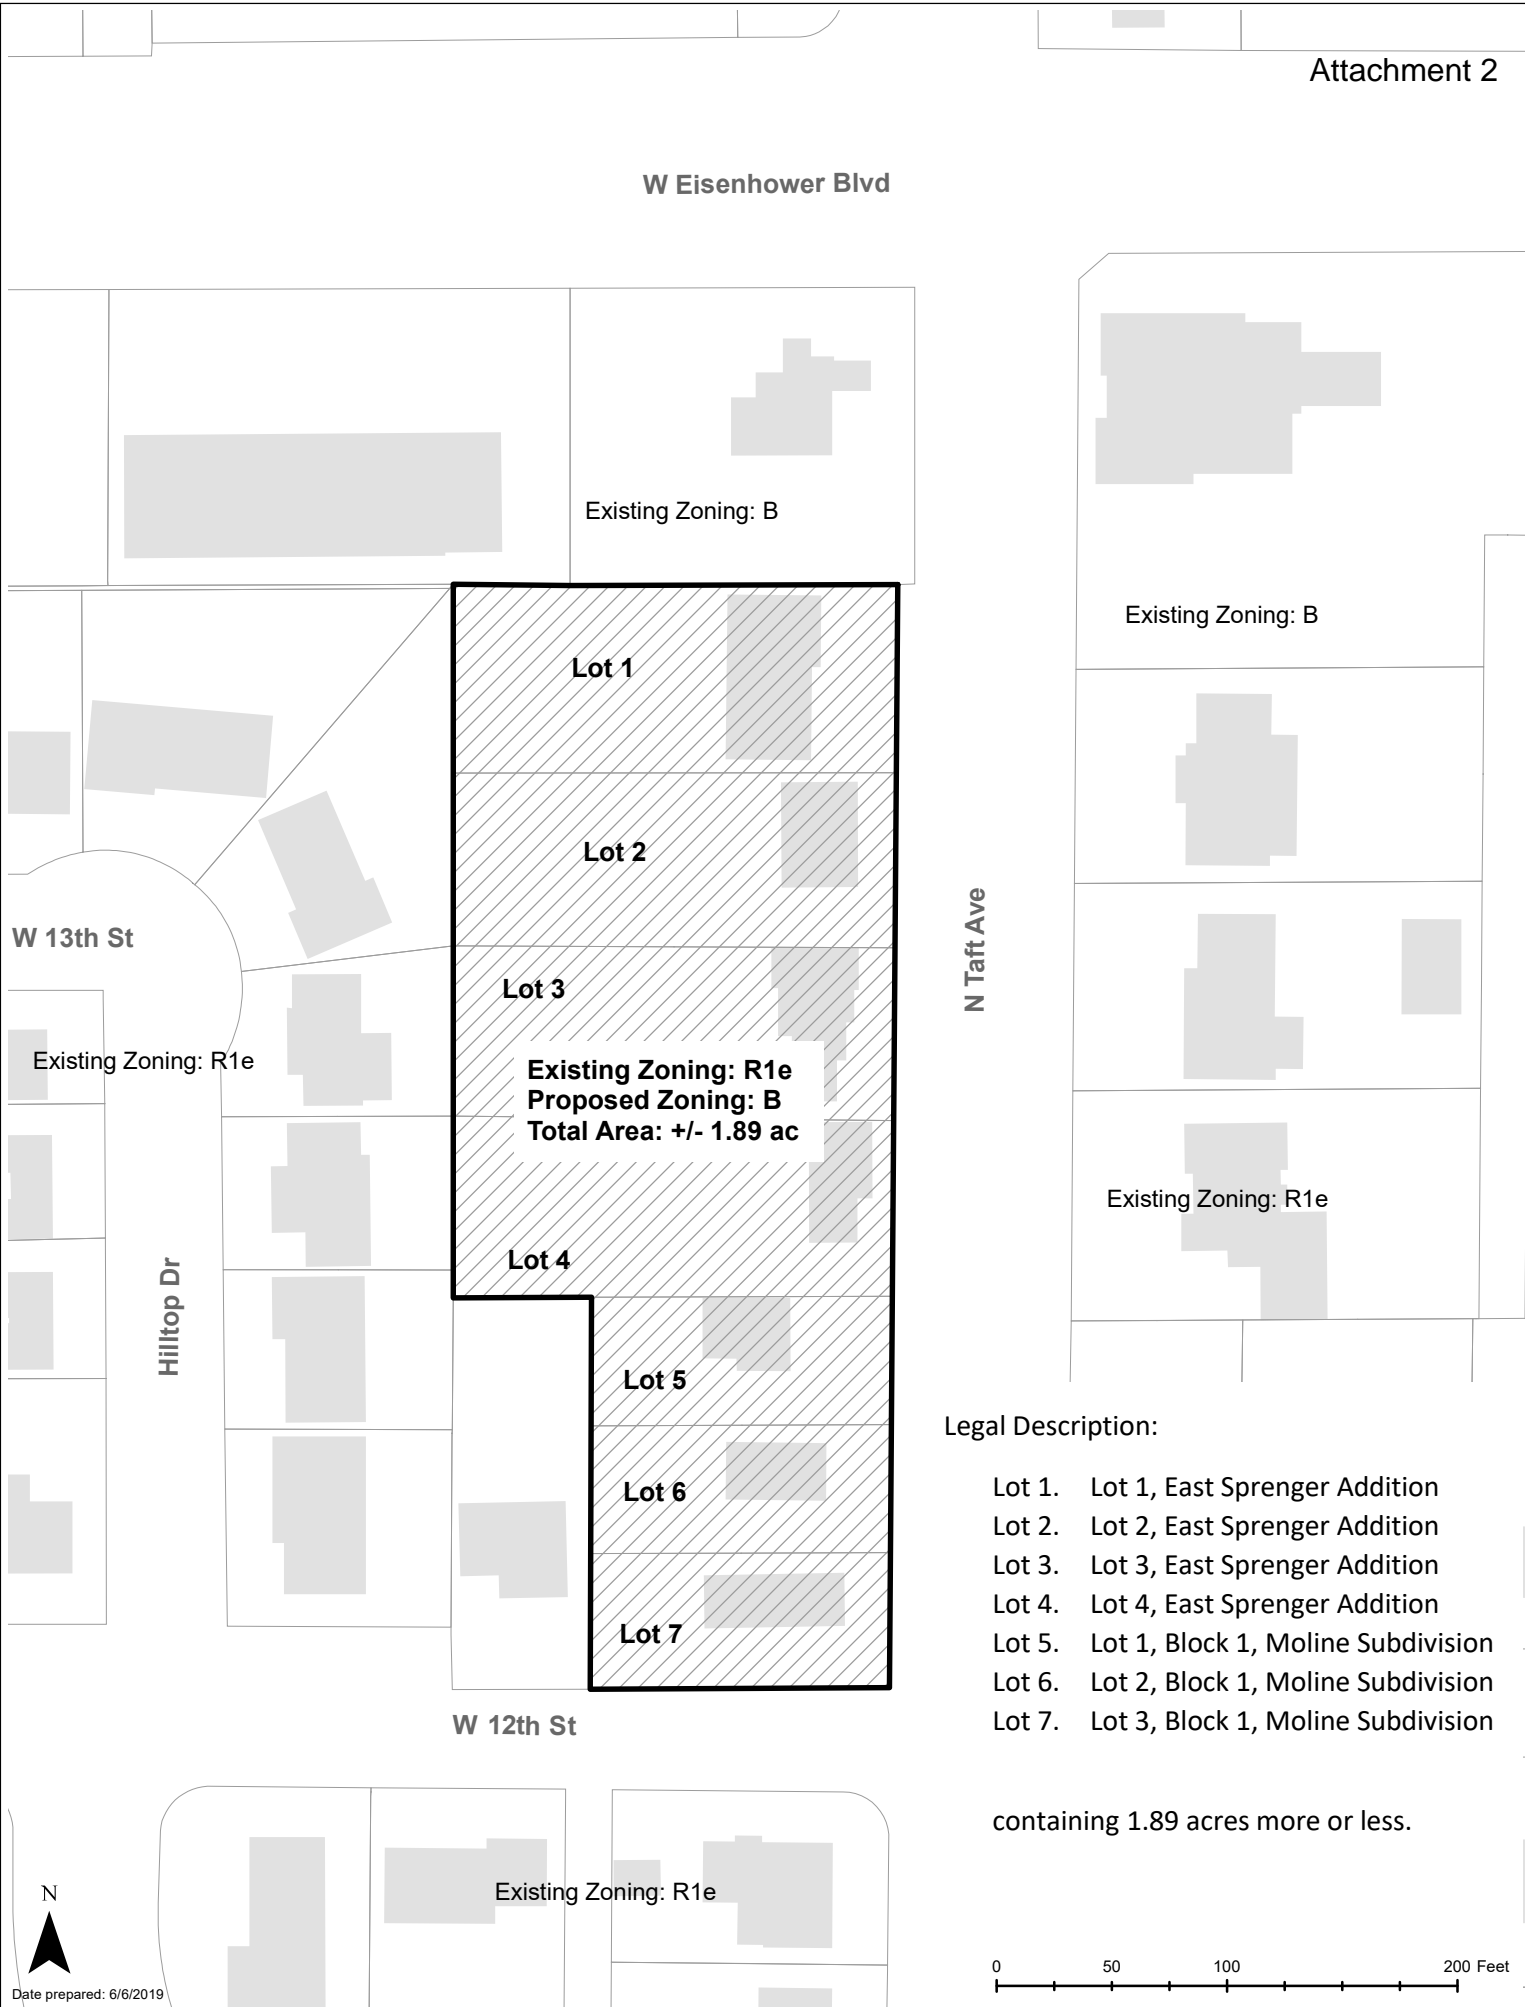 Attachment 2
W Eisenhower Blvd
Existing Zoning: B
Existing Zoning: B
Lot 1
Lot 2
W 13th St
N Taft Ave
Lot 3
Existing Zoning: R1e
Existing Zoning: R1e
Proposed Zoning: B
Total Area: +/- 1.89 ac
Existing Zoning: R1e
Lot 4
Hilltop Dr
Lot 5
Lot 6
Lot 7
Legal Description:
Lot 1. Lot 1, East Sprenger Addition
Lot 2. Lot 2, East Sprenger Addition
Lot 3. Lot 3, East Sprenger Addition
Lot 4. Lot 4, East Sprenger Addition
Lot 5. Lot 1, Block 1, Moline Subdivision
Lot 6. Lot 2, Block 1, Moline Subdivision
Lot 7. Lot 3, Block 1, Moline Subdivision
W 12th St
containing 1.89 acres more or less.
Existing Zoning: R1e
N
0 50 100 200 Feet
Date prepared: 6/6/2019